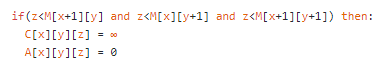 if(z<M[x+1][y] and z<M[x][y+1] and z<M[x+1][y+1]) then:
C[x][y][z] = ∞
A[x][y][z] = 0